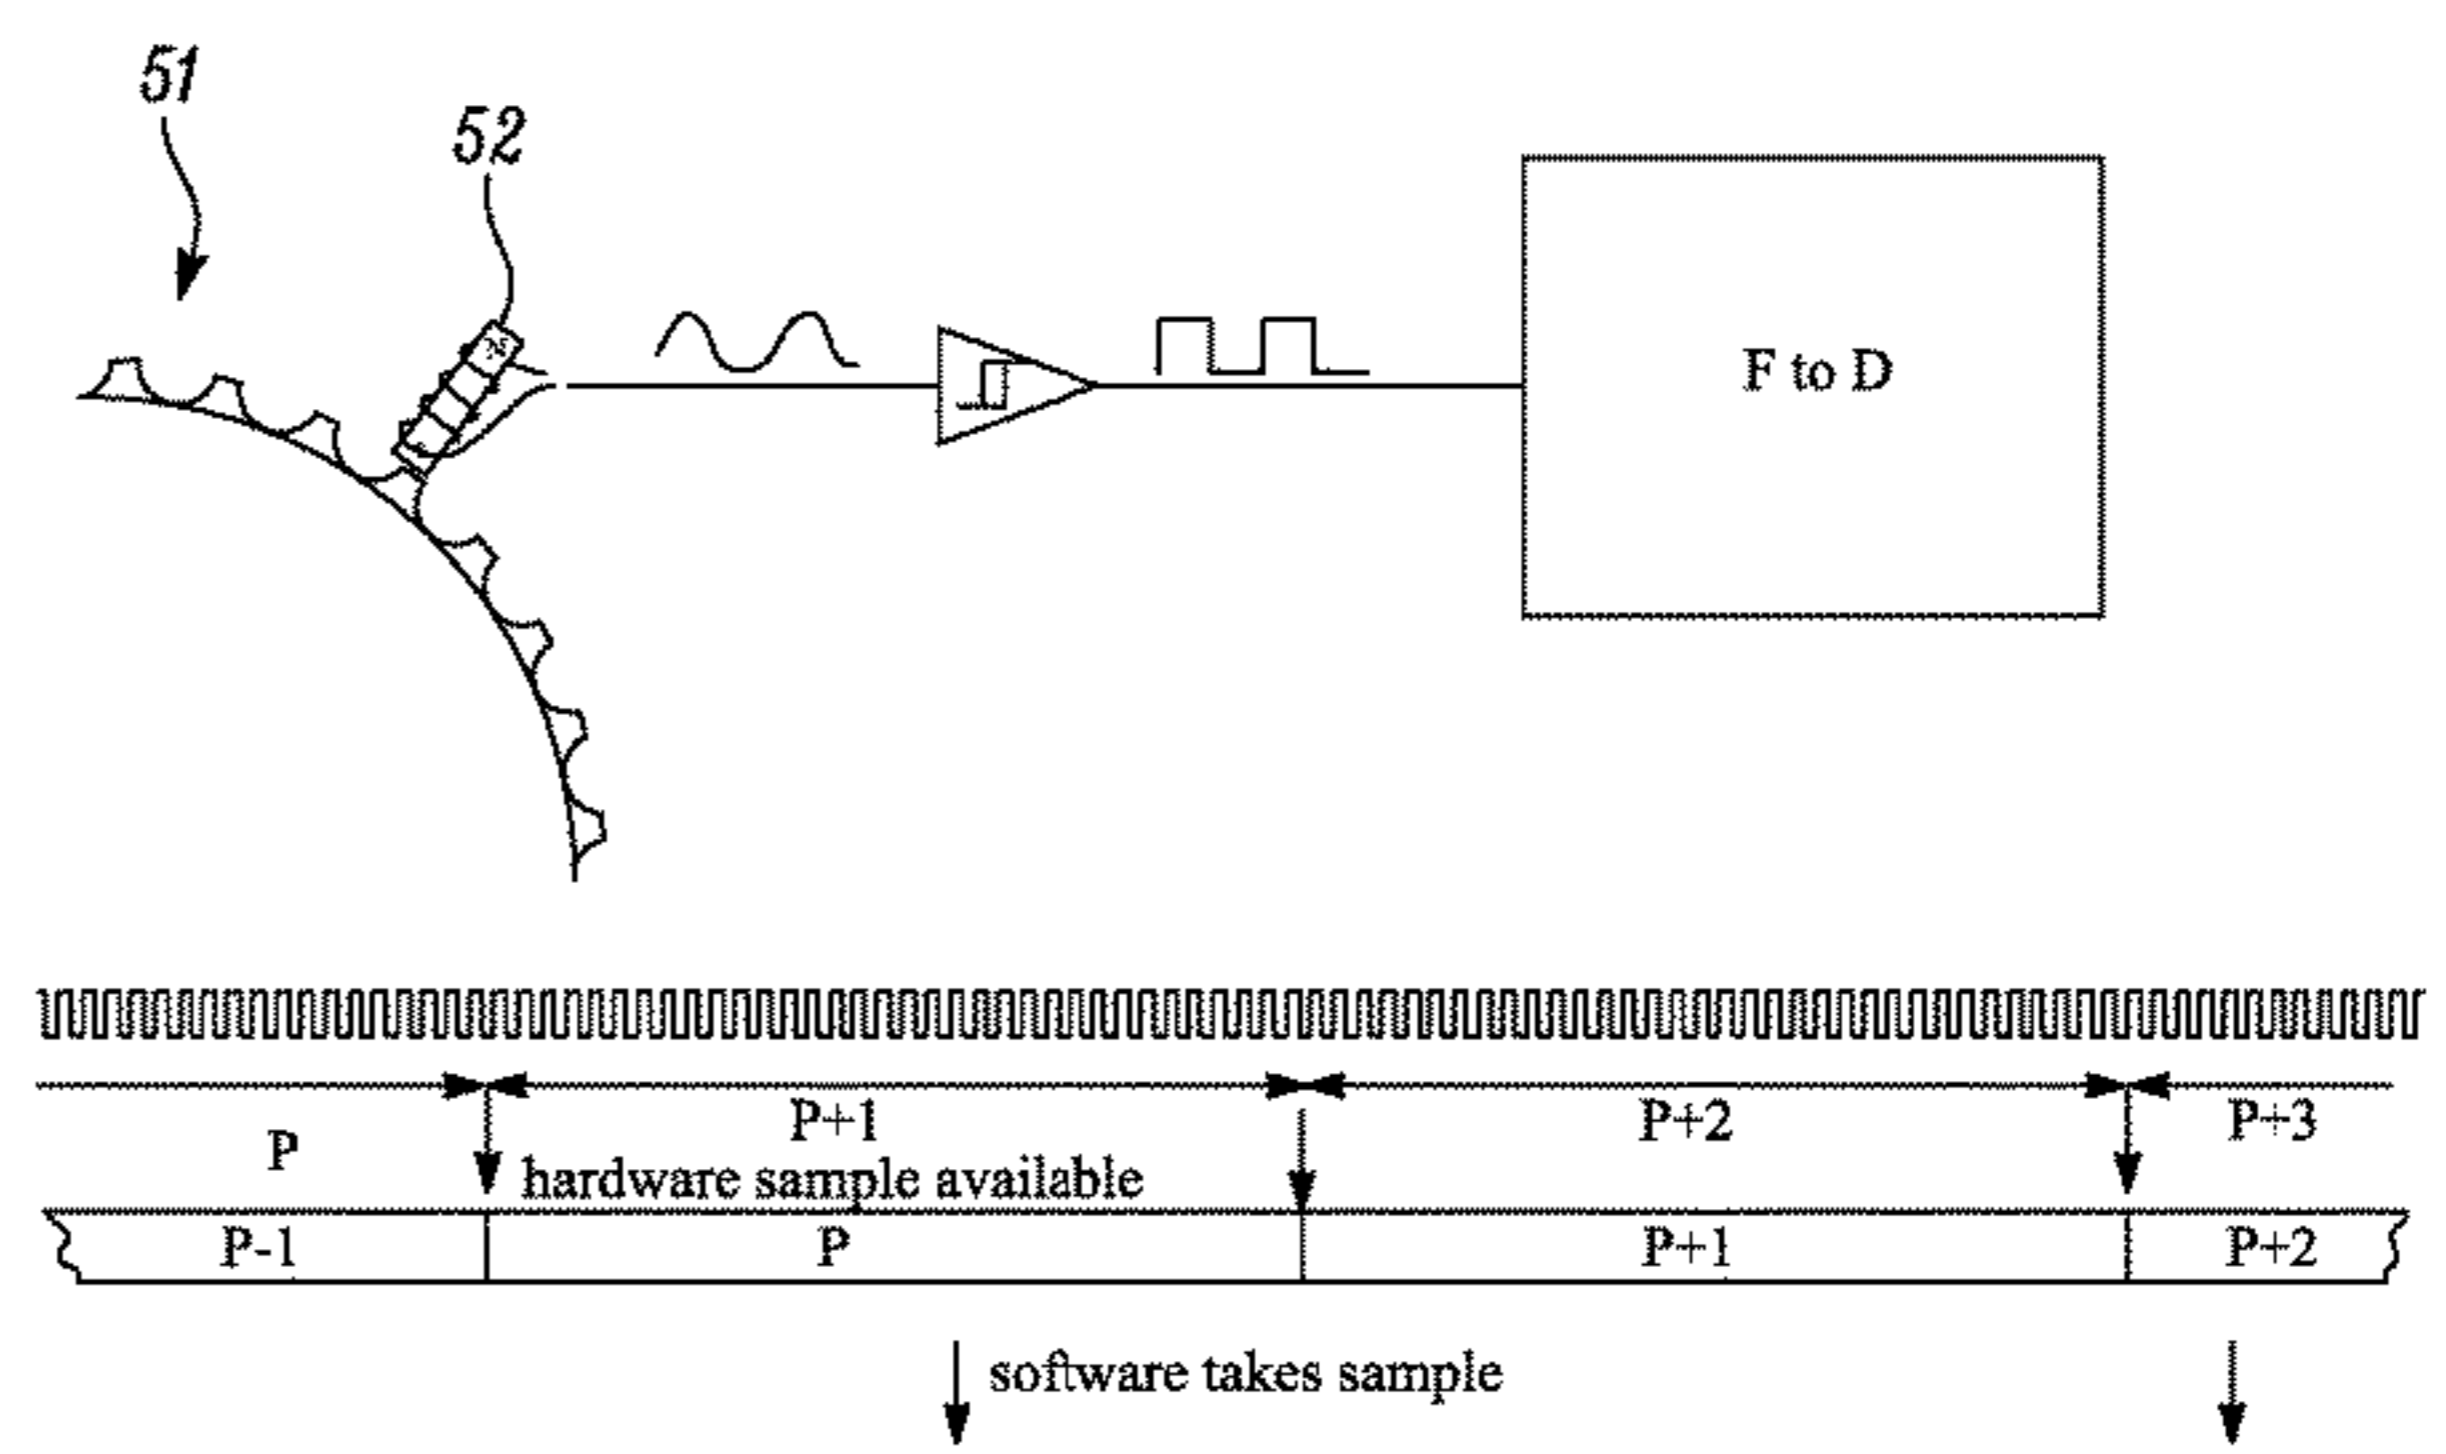 51
52
N
F to D
P+1 P+2 P+3
P
hardware sample available
P-1 P P+1 P+2
software takes sample